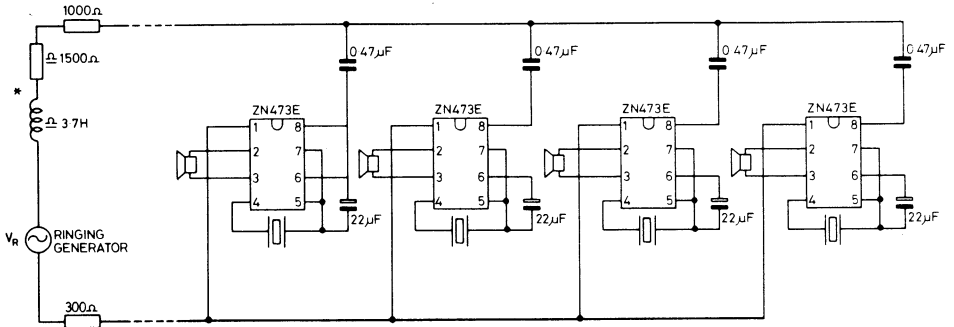 1000Ω
Ω 1500Ω
*
Ω 3·7H
V_R
RINGING
GENERATOR
300Ω
0 47µF
ZN473E
1 8
2 7
3 6
4 5
22µF
0 47µF
ZN473E
1 8
2 7
3 6
4 5
22µF
0 47µF
ZN473E
1 8
2 7
3 6
4 5
22µF
0 47µF
ZN473E
1 8
2 7
3 6
4 5
22µF